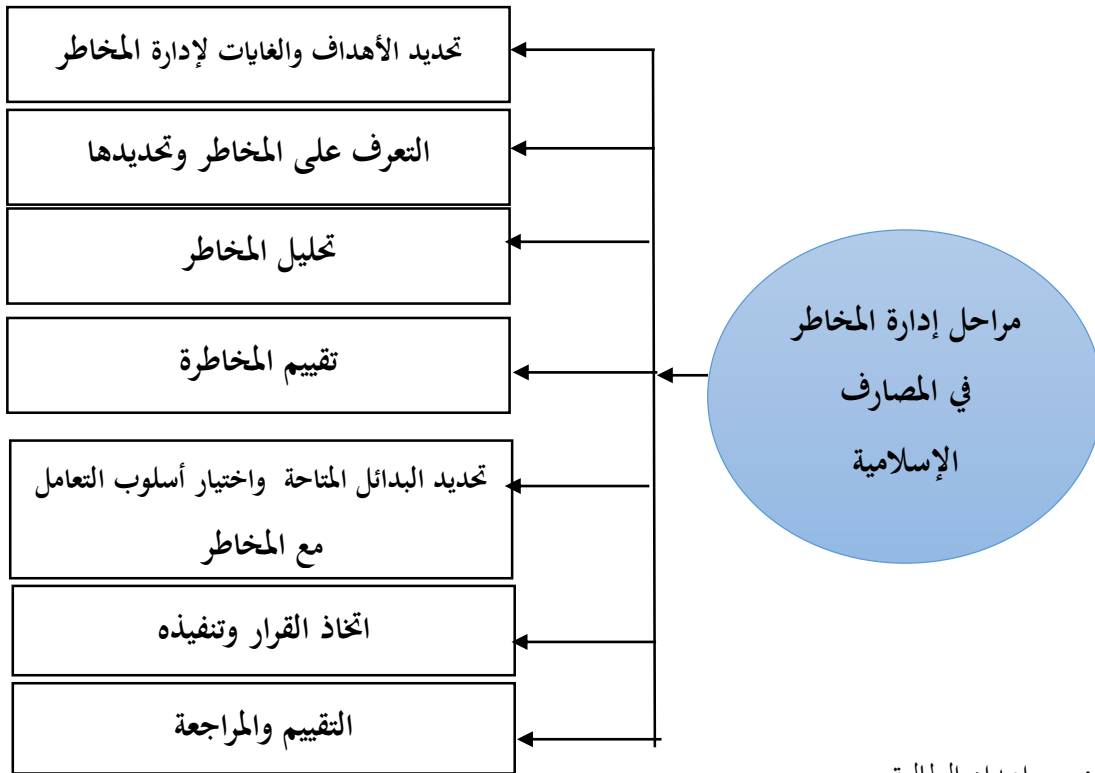 تحديد الأهداف والغايات لإدارة المخاطر
التعرف على المخاطر وتحديدها
تحليل المخاطر
تقييم المخاطرة
تحديد البدائل المتاحة واختيار أسلوب التعامل
مع المخاطر
اتخاذ القرار وتنفيذه
التقييم والمراجعة
مراحل إدارة المخاطر
في المصارف
الإسلامية